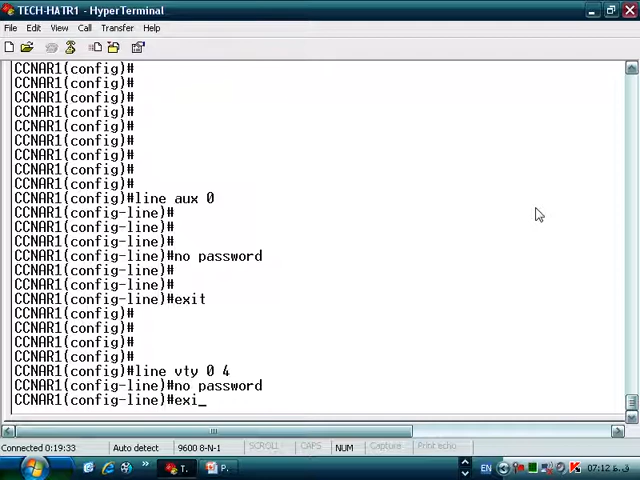 TECH-HATR1 - HyperTerminal
File Edit View Call Transfer Help
CCNAR1(config)#
CCNAR1(config)#
CCNAR1(config)#
CCNAR1(config)#
CCNAR1(config)#
CCNAR1(config)#
CCNAR1(config)#
CCNAR1(config)#
CCNAR1(config)#
CCNAR1(config)#line aux 0
CCNAR1(config-line)#
CCNAR1(config-line)#
CCNAR1(config-line)#
CCNAR1(config-line)#no password
CCNAR1(config-line)#
CCNAR1(config-line)#
CCNAR1(config-line)#exit
CCNAR1(config)#
CCNAR1(config)#
CCNAR1(config)#
CCNAR1(config)#
CCNAR1(config)#line vty 0 4
CCNAR1(config-line)#no password
CCNAR1(config-line)#exi_
Connected 0:19:33 Auto detect 9600 8-N-1 SCROLL CAPS NUM Capture Print echo
T. P. EN 07:12 ق.ظ